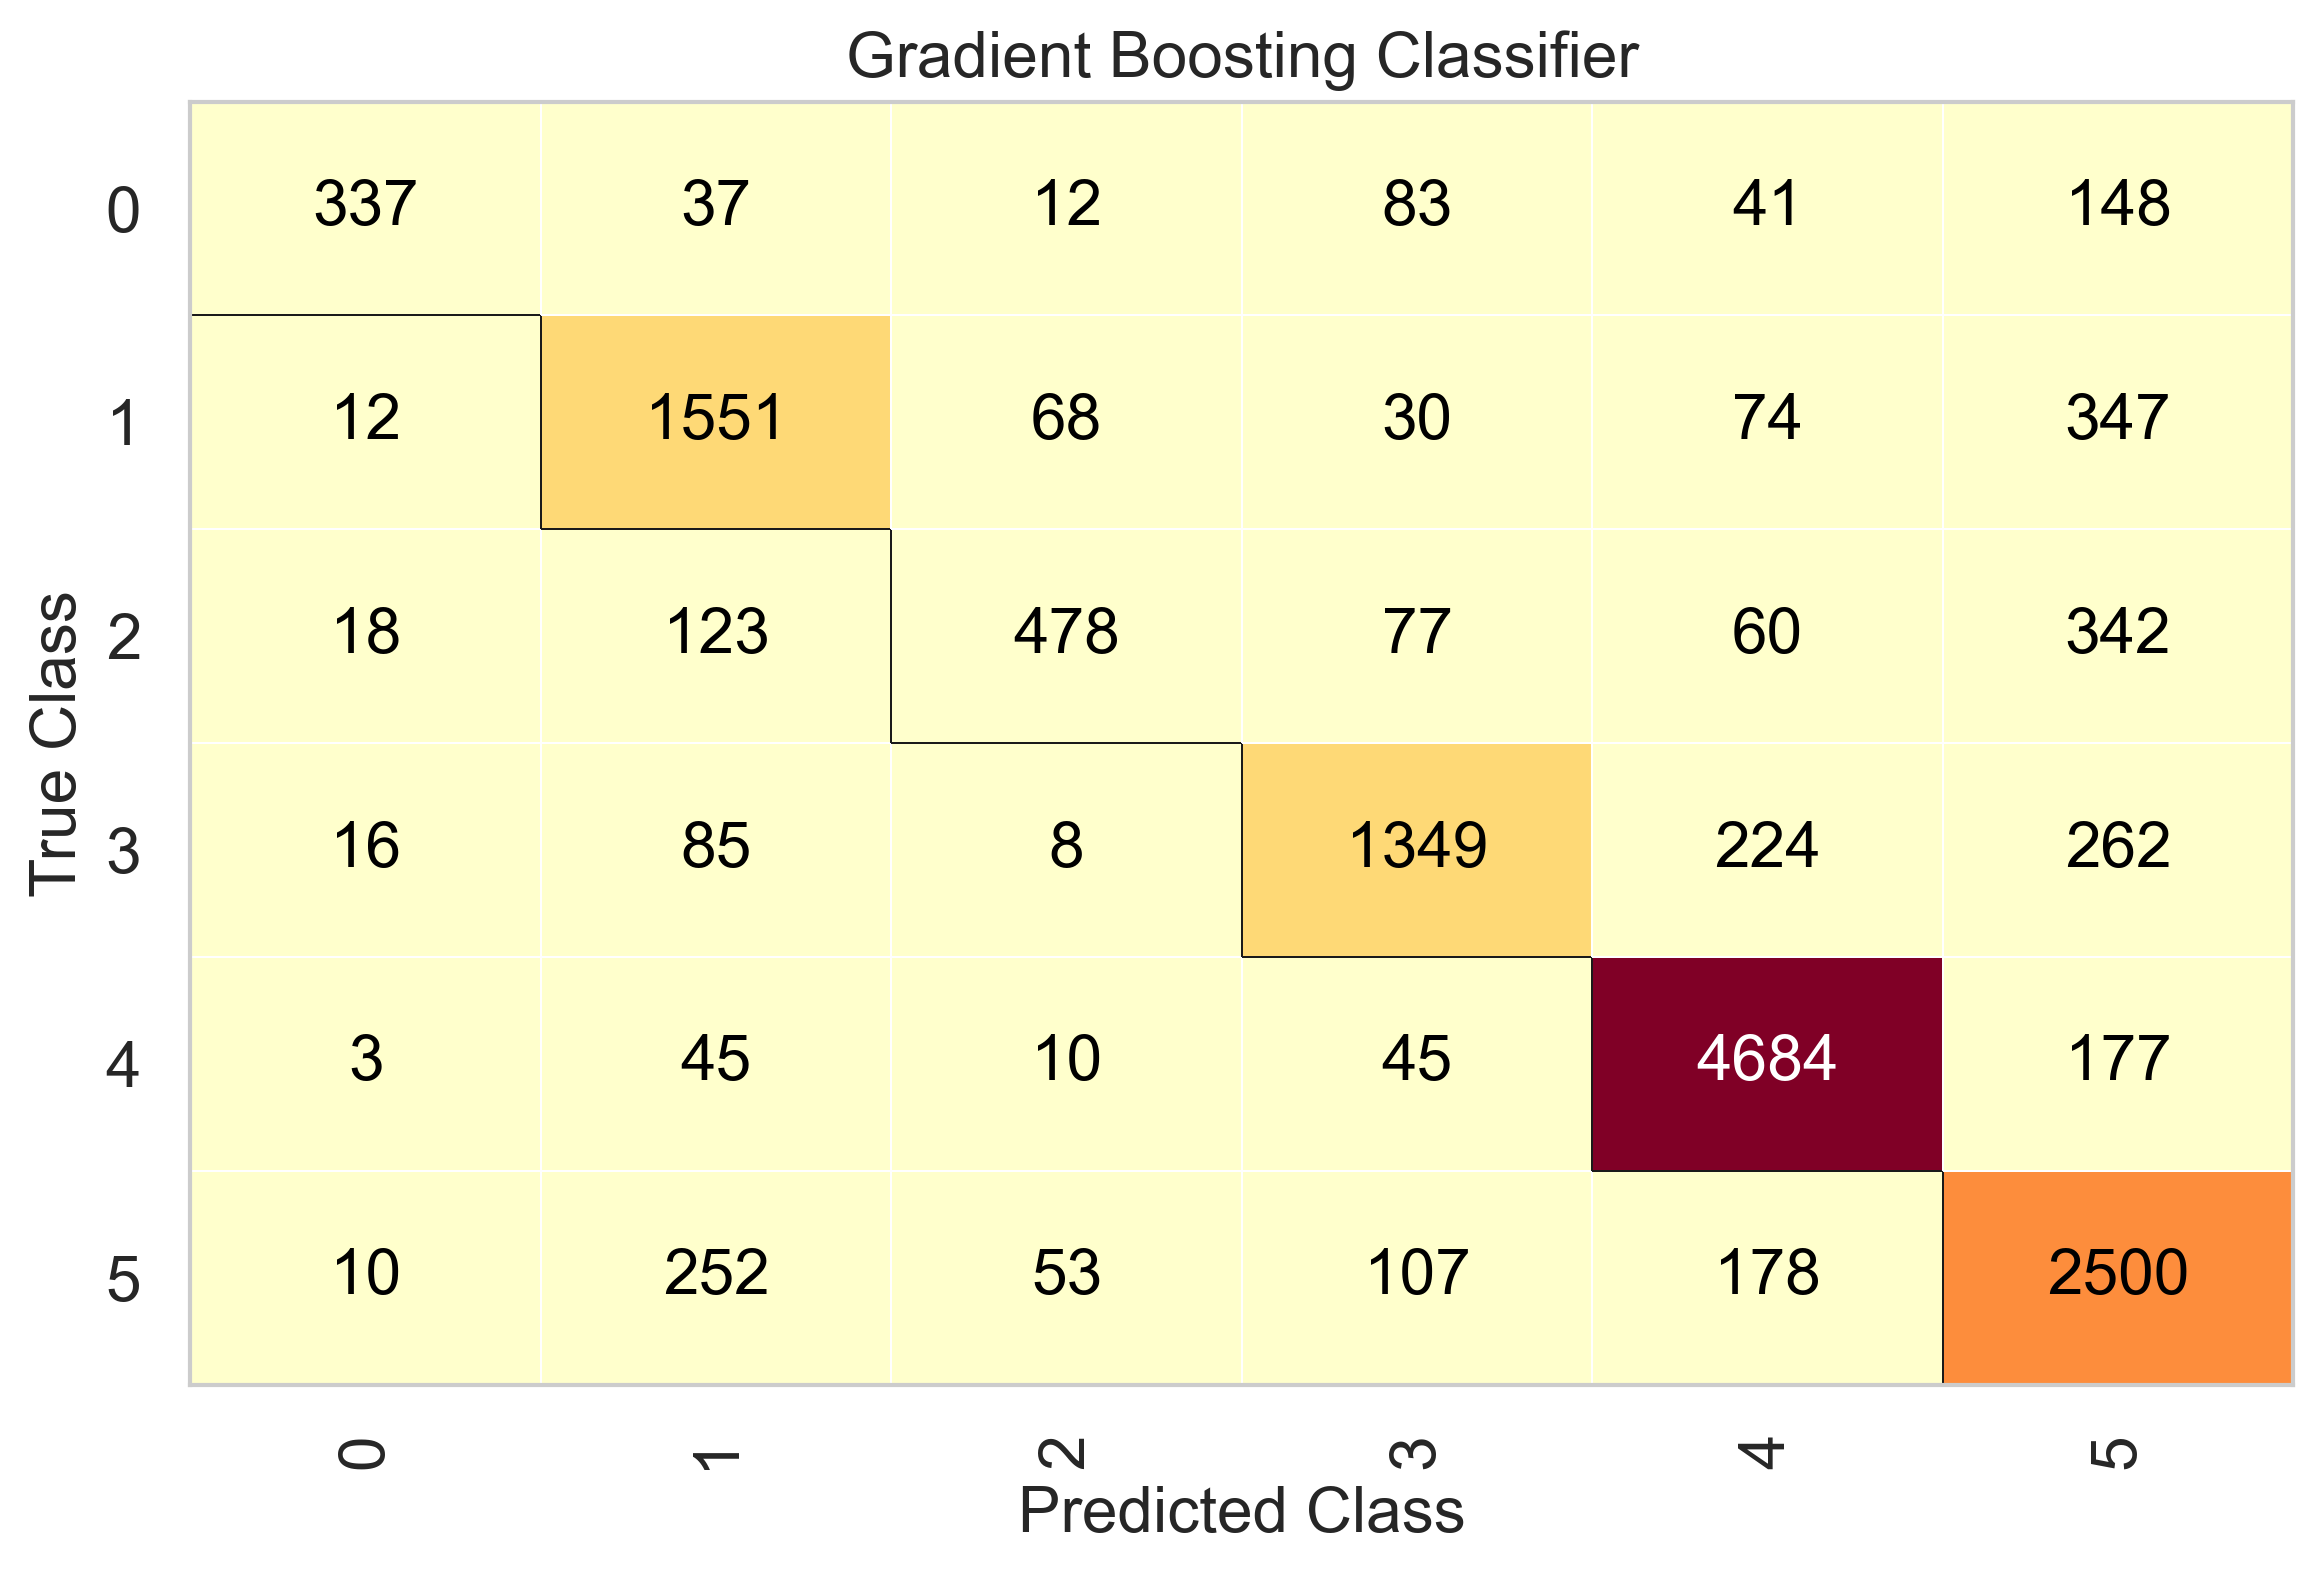 Gradient Boosting Classifier
0 337 37 12 83 41 148
1 12 1551 68 30 74 347
2 18 123 478 77 60 342
3 16 85 8 1349 224 262
4 3 45 10 45 4684 177
5 10 252 53 107 178 2500
True Class
0 1 2 3 4 5
Predicted Class